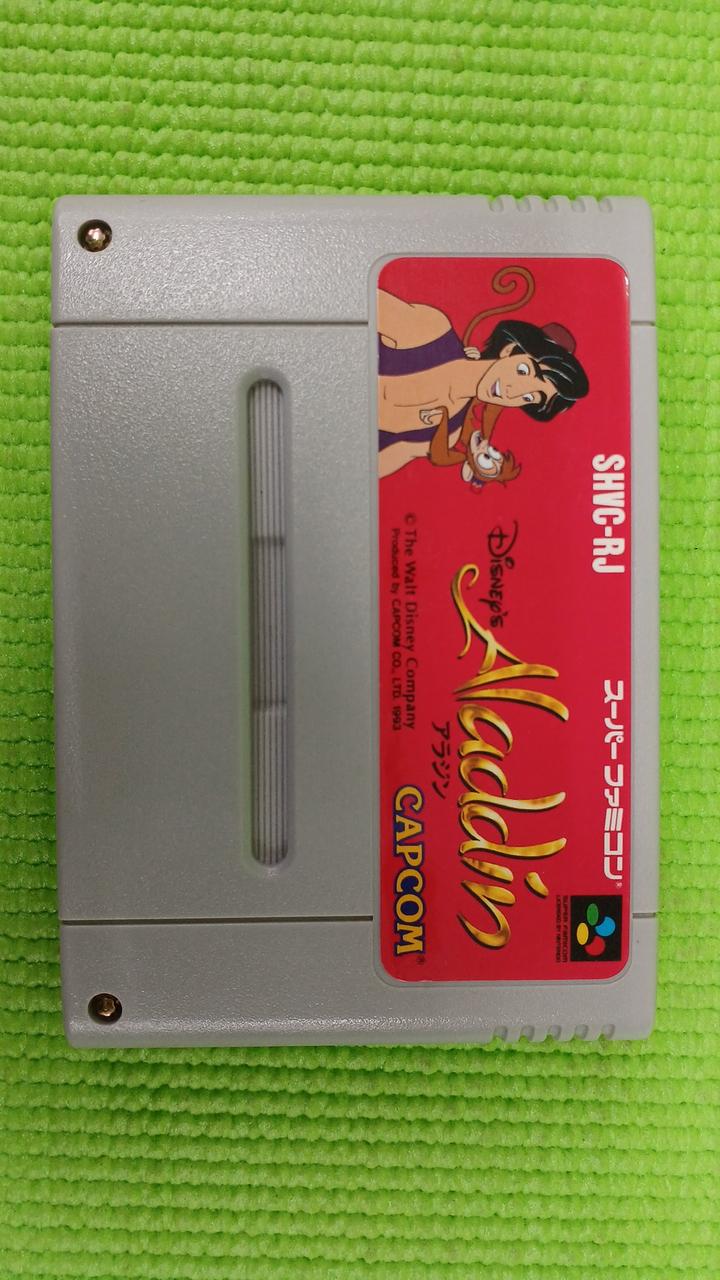 SHVC-RJ
スーパーファミコン®
SUPER FAMICOM
LICENSED BY NINTENDO
Disney's
Aladdin
アラジン
© The Walt Disney Company
Produced by CAPCOM CO., LTD. 1993
CAPCOM®